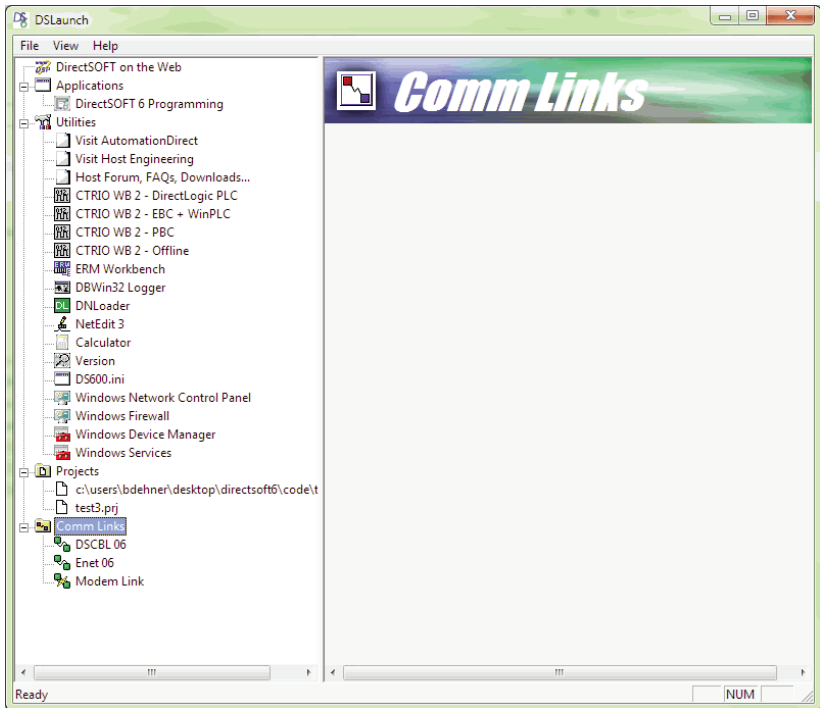 DSLaunch
File View Help
DirectSOFT on the Web
Applications
DirectSOFT 6 Programming
Utilities
Visit AutomationDirect
Visit Host Engineering
Host Forum, FAQs, Downloads...
CTRIO WB 2 - DirectLogic PLC
CTRIO WB 2 - EBC + WinPLC
CTRIO WB 2 - PBC
CTRIO WB 2 - Offline
ERM Workbench
DBWin32 Logger
DL DNLoader
NetEdit 3
Calculator
Version
DS600.ini
Windows Network Control Panel
Windows Firewall
Windows Device Manager
Windows Services
Projects
c:\users\bdehner\desktop\directsoft6\code\t
test3.prj
Comm Links
DSCBL 06
Enet 06
Modem Link
Comm Links
Ready
NUM